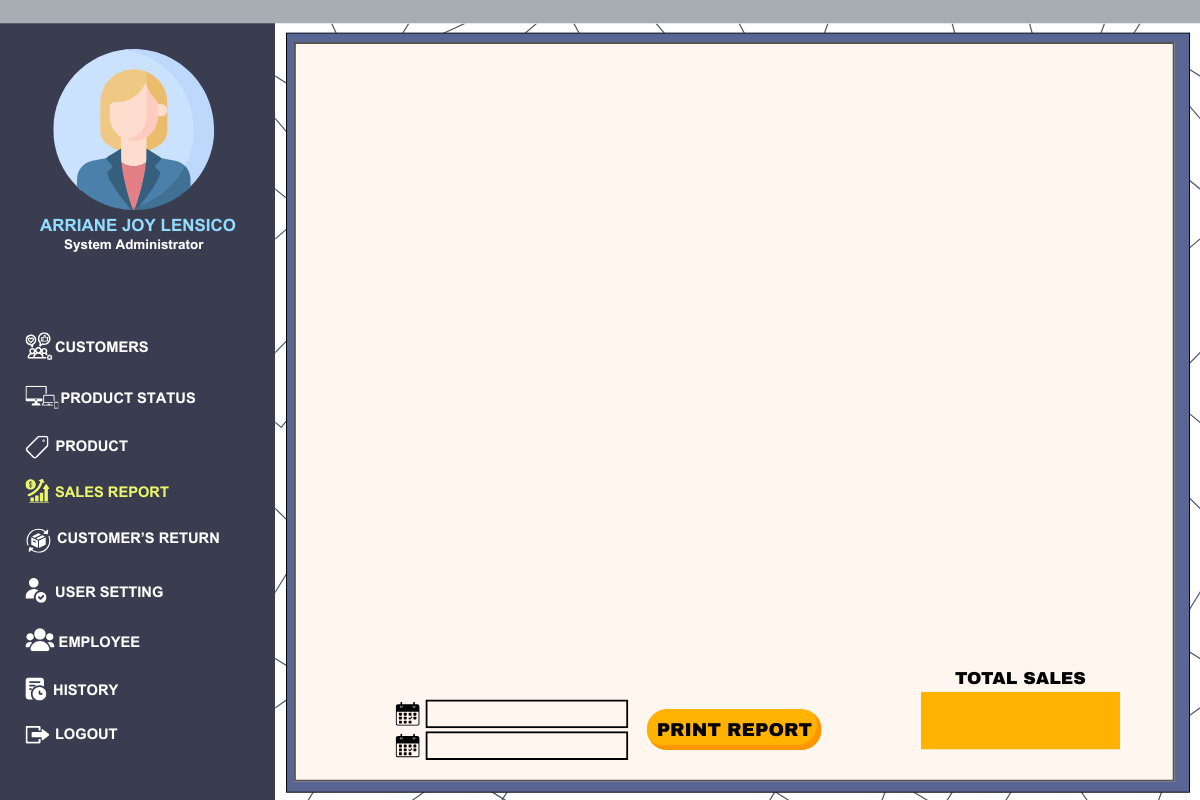 ARRIANE JOY LENSICO
System Administrator
CUSTOMERS
PRODUCT STATUS
PRODUCT
SALES REPORT
CUSTOMER’S RETURN
USER SETTING
EMPLOYEE
HISTORY
LOGOUT
TOTAL SALES
PRINT REPORT